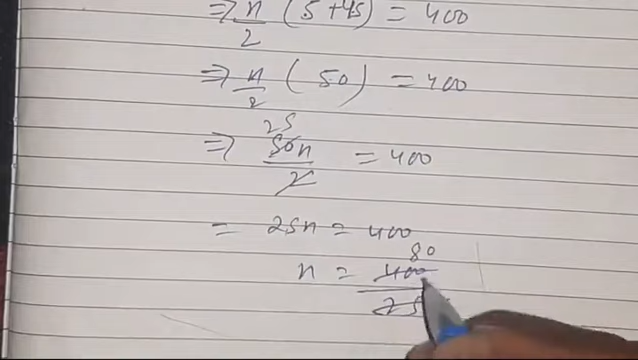 ⇒ n/2 (5+45) = 400
⇒ n/2 (50) = 400
25
⇒ 50n/2 = 400
= 25n = 400
80
n = 400/25